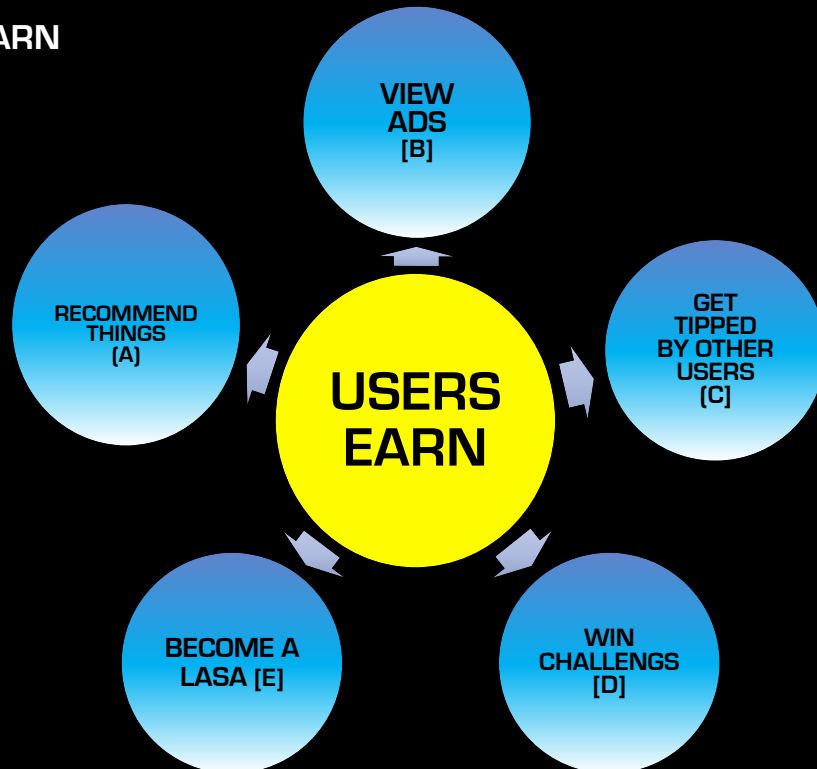 ARN
VIEW
ADS
[B]
RECOMMEND
THINGS
[A]
GET
TIPPED
BY OTHER
USERS
[C]
USERS
EARN
BECOME A
LASA [E]
WIN
CHALLENGS
[D]